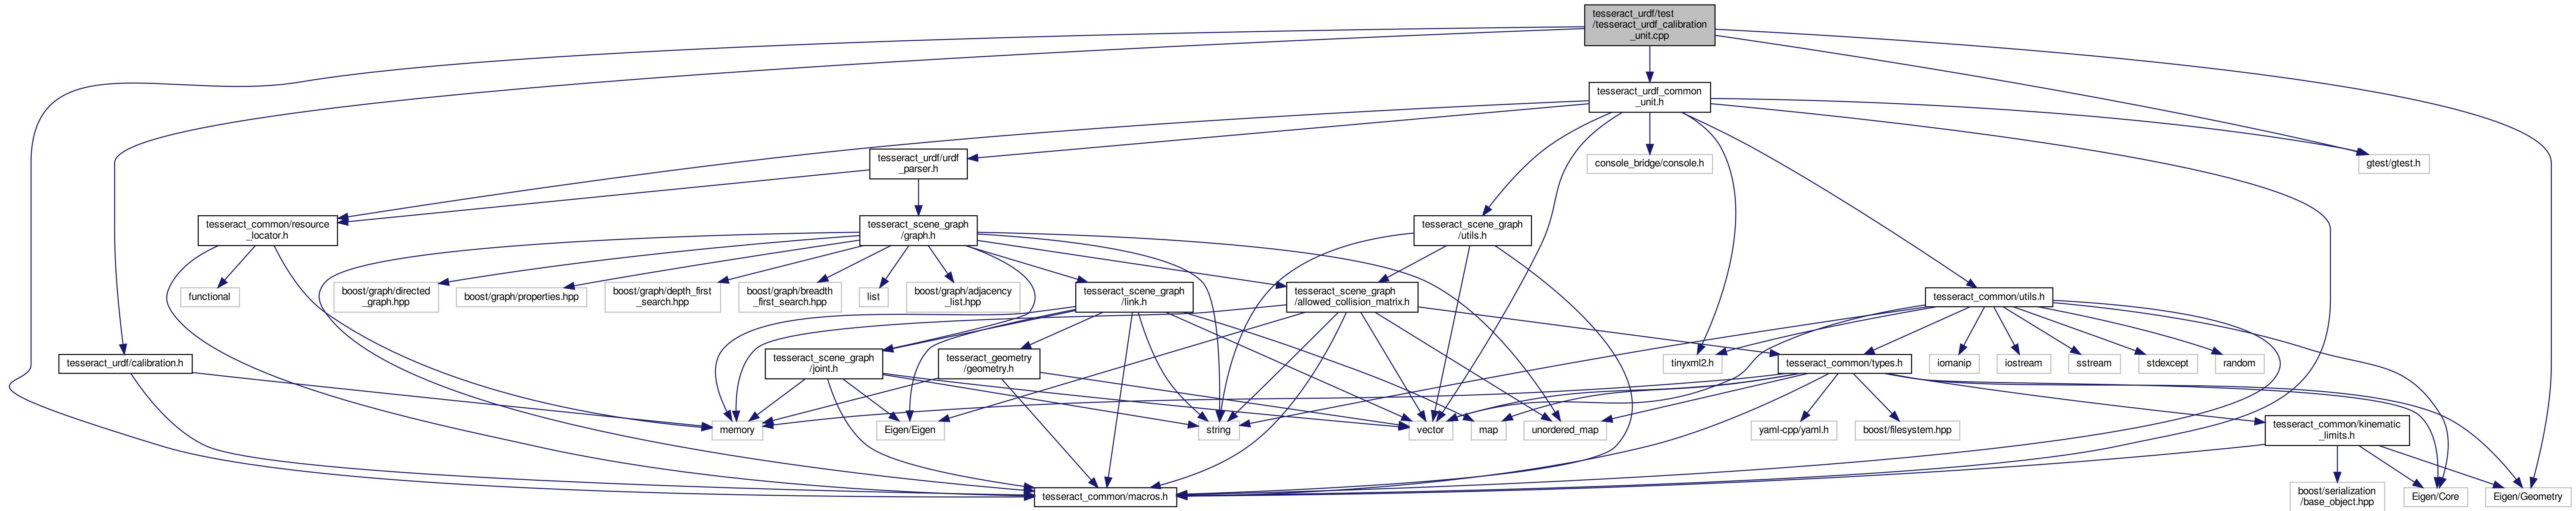 tesseract_urdf/test
/tesseract_urdf_calibration
_unit.cpp
tesseract_urdf_common
_unit.h
tesseract_urdf/urdf
_parser.h
console_bridge/console.h
gtest/gtest.h
tesseract_common/resource
_locator.h
tesseract_scene_graph
/graph.h
tesseract_scene_graph
/utils.h
functional
boost/graph/directed
_graph.hpp
boost/graph/properties.hpp
boost/graph/depth_first
_search.hpp
boost/graph/breadth
_first_search.hpp
list
boost/graph/adjacency
_list.hpp
tesseract_scene_graph
/link.h
tesseract_scene_graph
/allowed_collision_matrix.h
tesseract_common/utils.h
tesseract_urdf/calibration.h
tesseract_scene_graph
/joint.h
tesseract_geometry
/geometry.h
tinyxml2.h
tesseract_common/types.h
iomanip
iostream
sstream
stdexcept
random
memory
Eigen/Eigen
string
vector
map
unordered_map
yaml-cpp/yaml.h
boost/filesystem.hpp
tesseract_common/kinematic
_limits.h
tesseract_common/macros.h
boost/serialization
/base_object.hpp
Eigen/Core
Eigen/Geometry